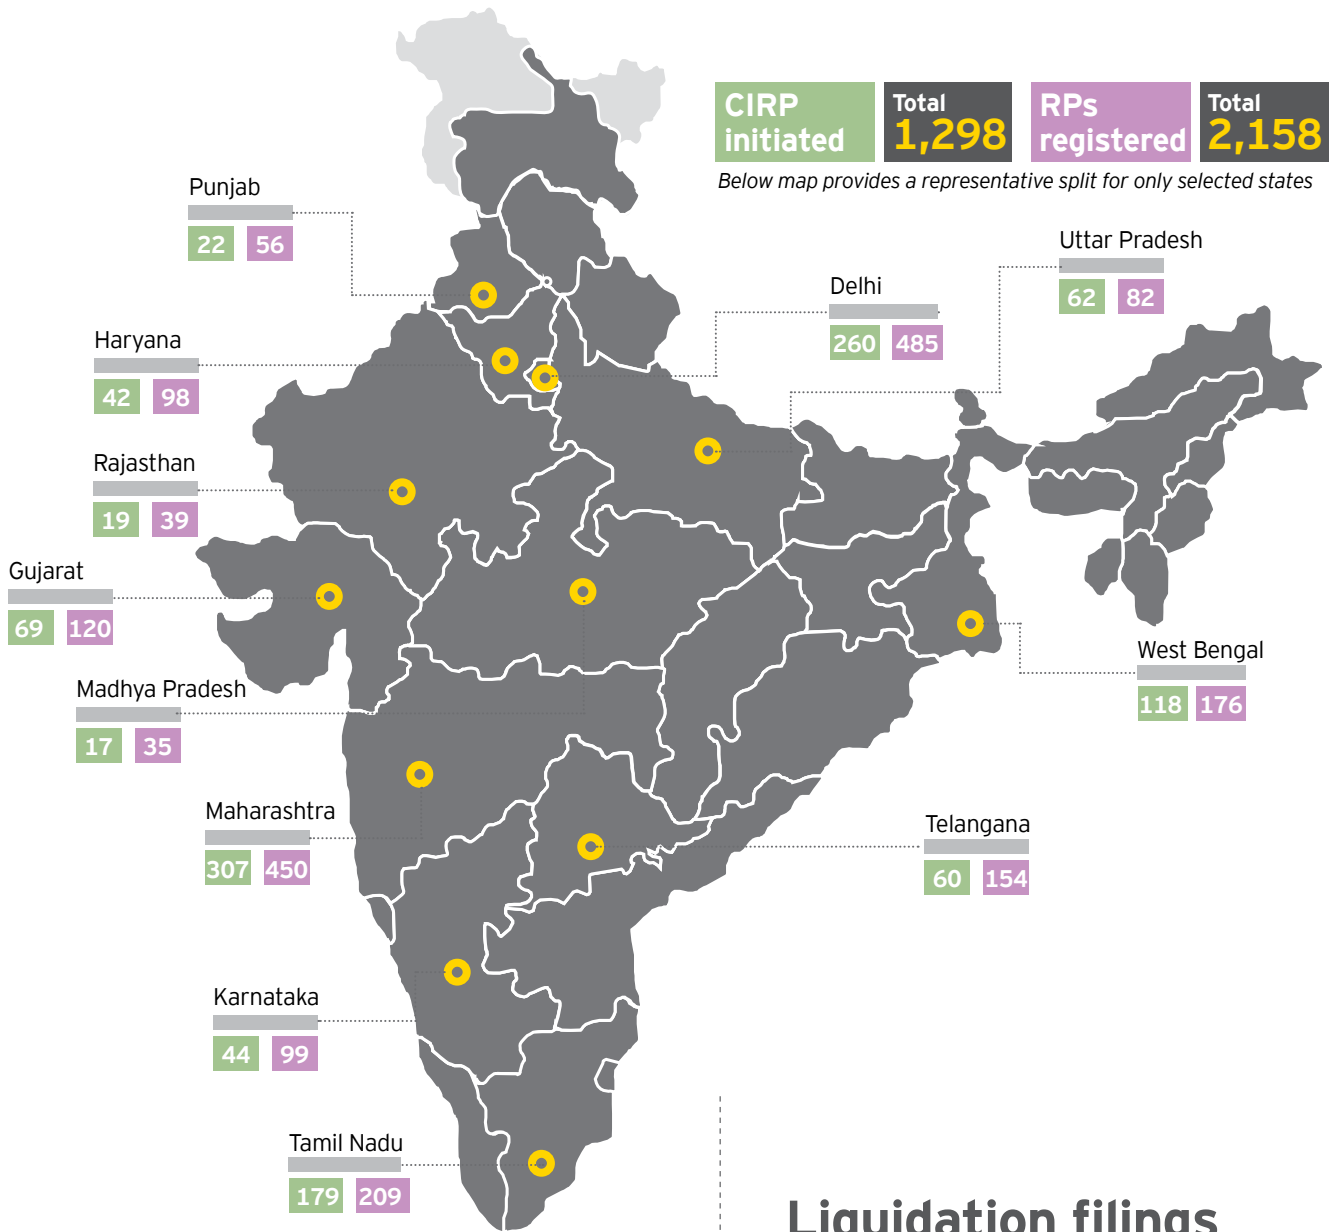 CIRP
initiated
Total
1,298
RPs
registered
Total
2,158
Below map provides a representative split for only selected states
Punjab
22 56
Uttar Pradesh
62 82
Delhi
260 485
Haryana
42 98
Rajasthan
19 39
Gujarat
69 120
West Bengal
118 176
Madhya Pradesh
17 35
Maharashtra
307 450
Telangana
60 154
Karnataka
44 99
Tamil Nadu
179 209
Liquidation filings